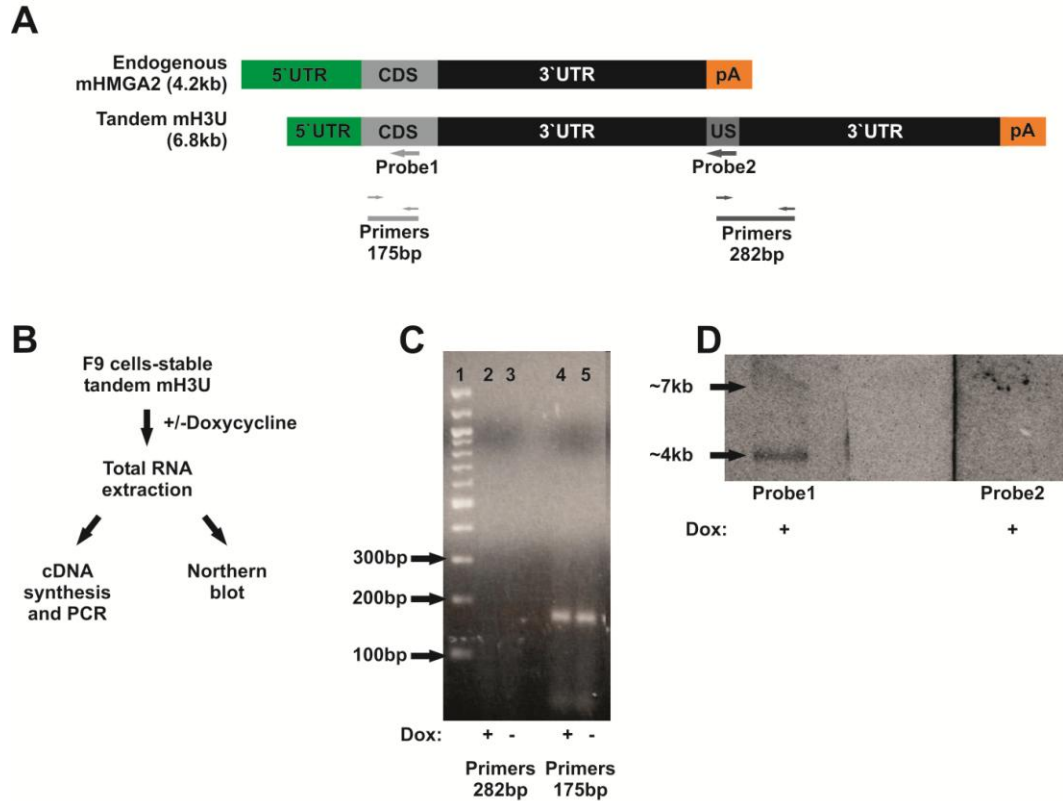 A
Endogenous
mHMGA2 (4.2kb)
5`UTR CDS 3`UTR pA
Tandem mH3U
(6.8kb)
5`UTR CDS 3`UTR US 3`UTR pA
Probe1 Probe2
Primers
175bp
Primers
282bp
B
F9 cells-stable
tandem mH3U
+/-Doxycycline
Total RNA
extraction
cDNA
synthesis
and PCR
Northern
blot
C
1 2 3 4 5
300bp
200bp
100bp
Dox: + - + -
Primers
282bp
Primers
175bp
D
~7kb
~4kb
Probe1 Probe2
Dox: + +